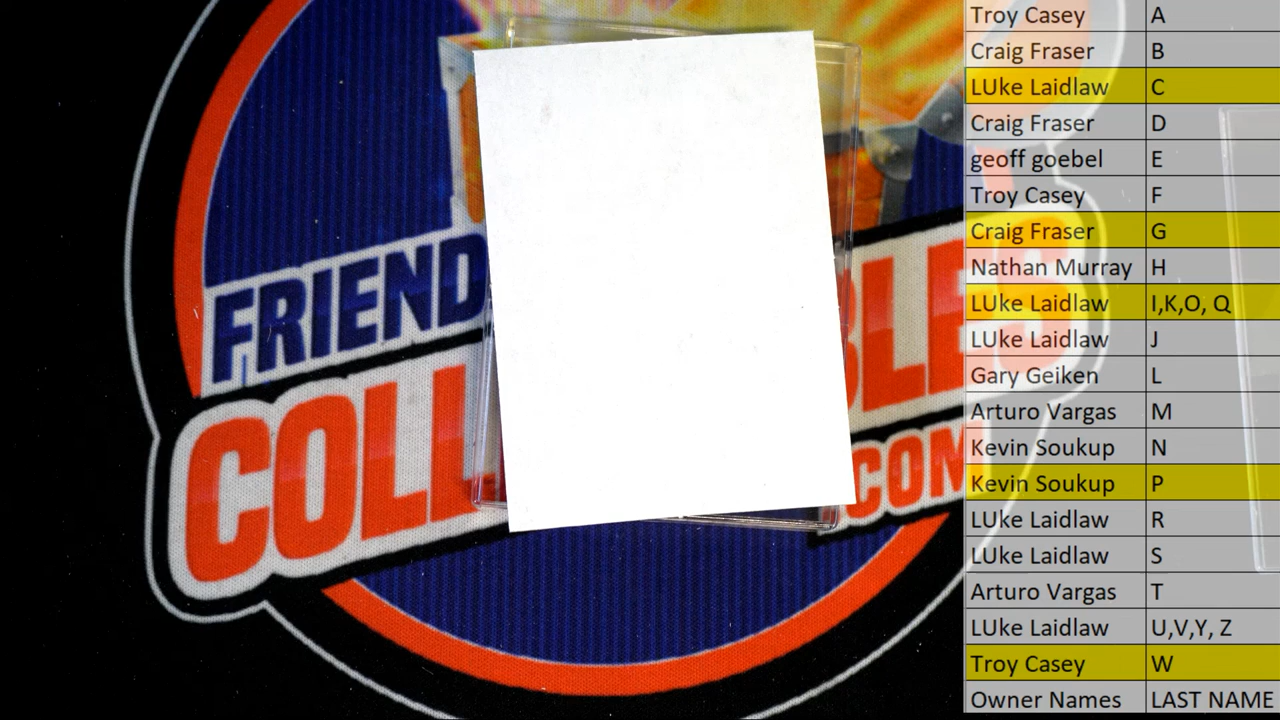 FRIEND
COLL BLES
.COM
Troy Casey A
Craig Fraser B
LUke Laidlaw C
Craig Fraser D
geoff goebel E
Troy Casey F
Craig Fraser G
Nathan Murray H
LUke Laidlaw I,K,O, Q
LUke Laidlaw J
Gary Geiken L
Arturo Vargas M
Kevin Soukup N
Kevin Soukup P
LUke Laidlaw R
LUke Laidlaw S
Arturo Vargas T
LUke Laidlaw U,V,Y, Z
Troy Casey W
Owner Names LAST NAME